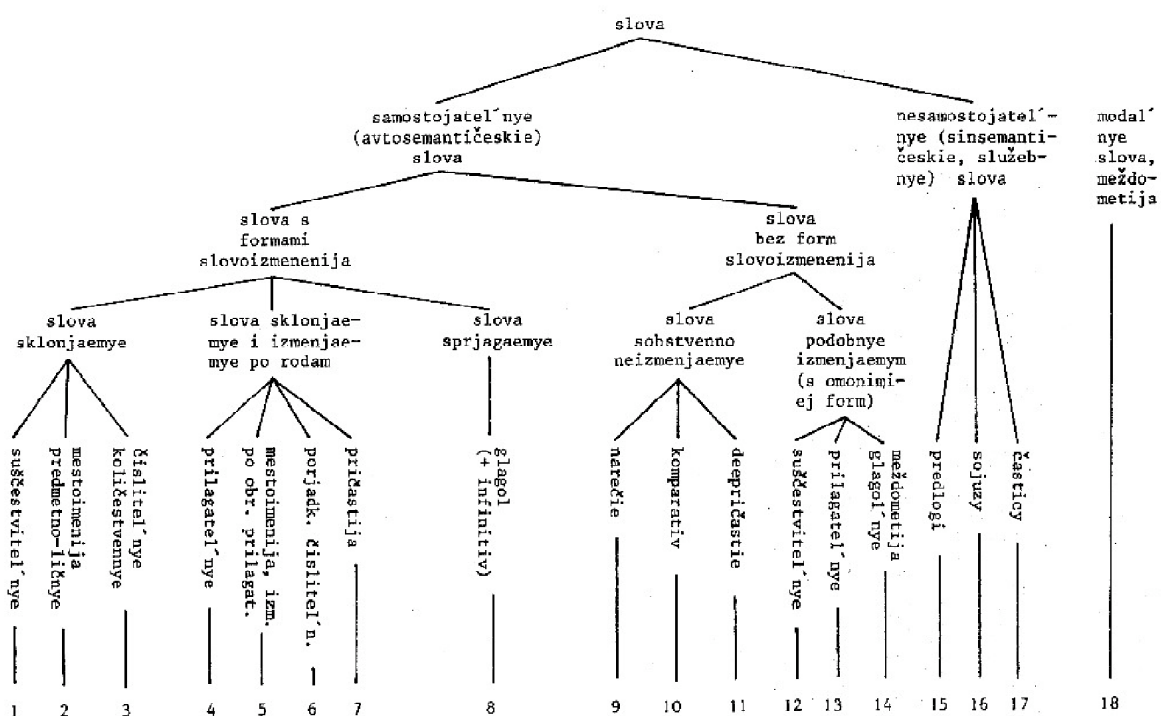 slova
samostojatel´nye
(avtosemantičeskie)
slova
nesamostojatel´-
nye (sinsemanti-
českie, služeb-
nye) slova
modal´
nye
slova,
meždo-
metija
slova s
formami
slovoizmenenija
slova
bez form
slovoizmenenija
slova
sklonjaemye
slova sklonjae-
mye i izmenjae-
mye po rodam
slova
sprjagaemye
slova
sobstvenno
neizmenjaemye
slova
podobnye
izmenjaemym
(s omonimi-
ej form)
suščestvitel´nye
mestoimenija
predmetno-ličnye
čislitel´nye
količestvennye
prilagatel´nye
mestoimenija, izm.
po obr. prilagat.
porjadk. čislitel´n.
pričastija
glagol
(+ infinitiv)
narečie
komparativ
deepričastie
suščestvitel´nye
prilagatel´nye
meždometija
glagol´nye
predlogi
sojuzy
časticy
1 2 3 4 5 6 7 8 9 10 11 12 13 14 15 16 17 18